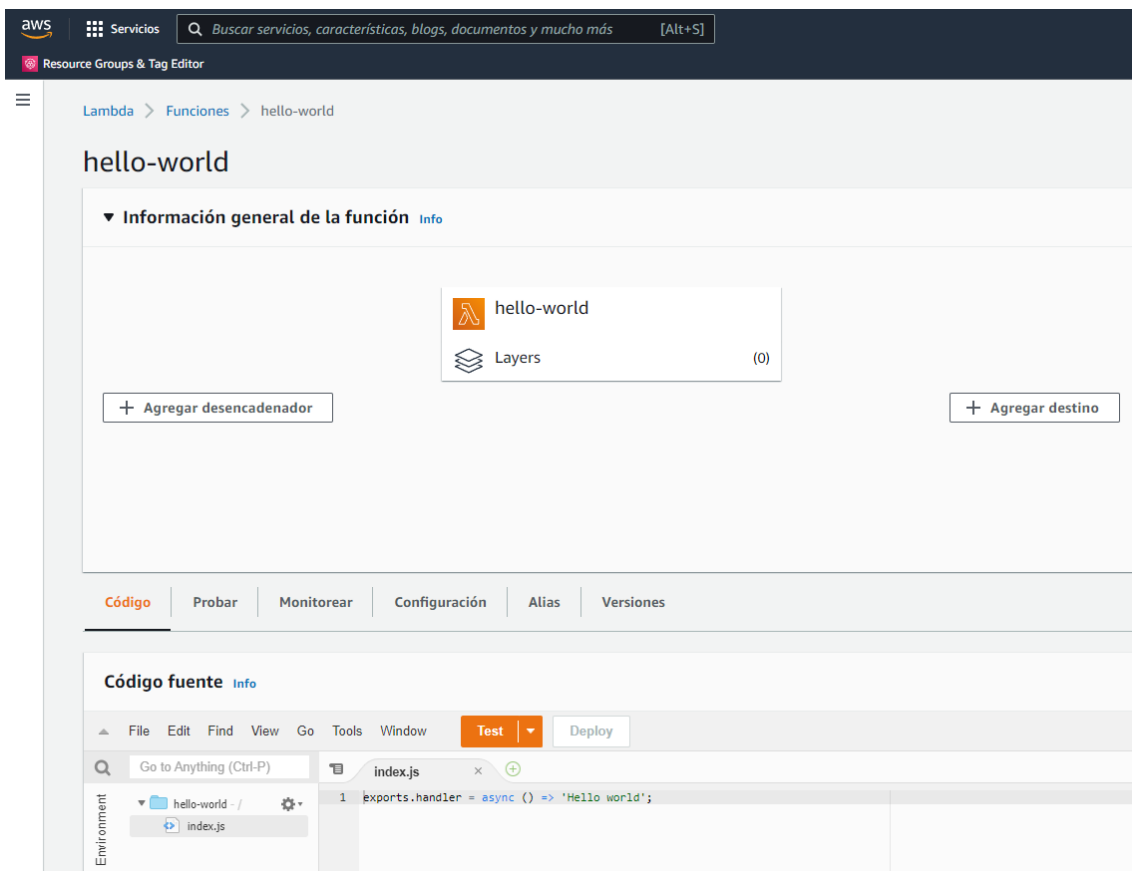 aws
Servicios
Buscar servicios, características, blogs, documentos y mucho más [Alt+S]
Resource Groups & Tag Editor
Lambda > Funciones > hello-world
hello-world
Información general de la función Info
hello-world
Layers (0)
+ Agregar desencadenador
+ Agregar destino
Código Probar Monitorear Configuración Alias Versiones
Código fuente Info
File Edit Find View Go Tools Window Test Deploy
Go to Anything (Ctrl-P)
index.js ×
Environment
hello-world - /
index.js
1 exports.handler = async () => 'Hello world';